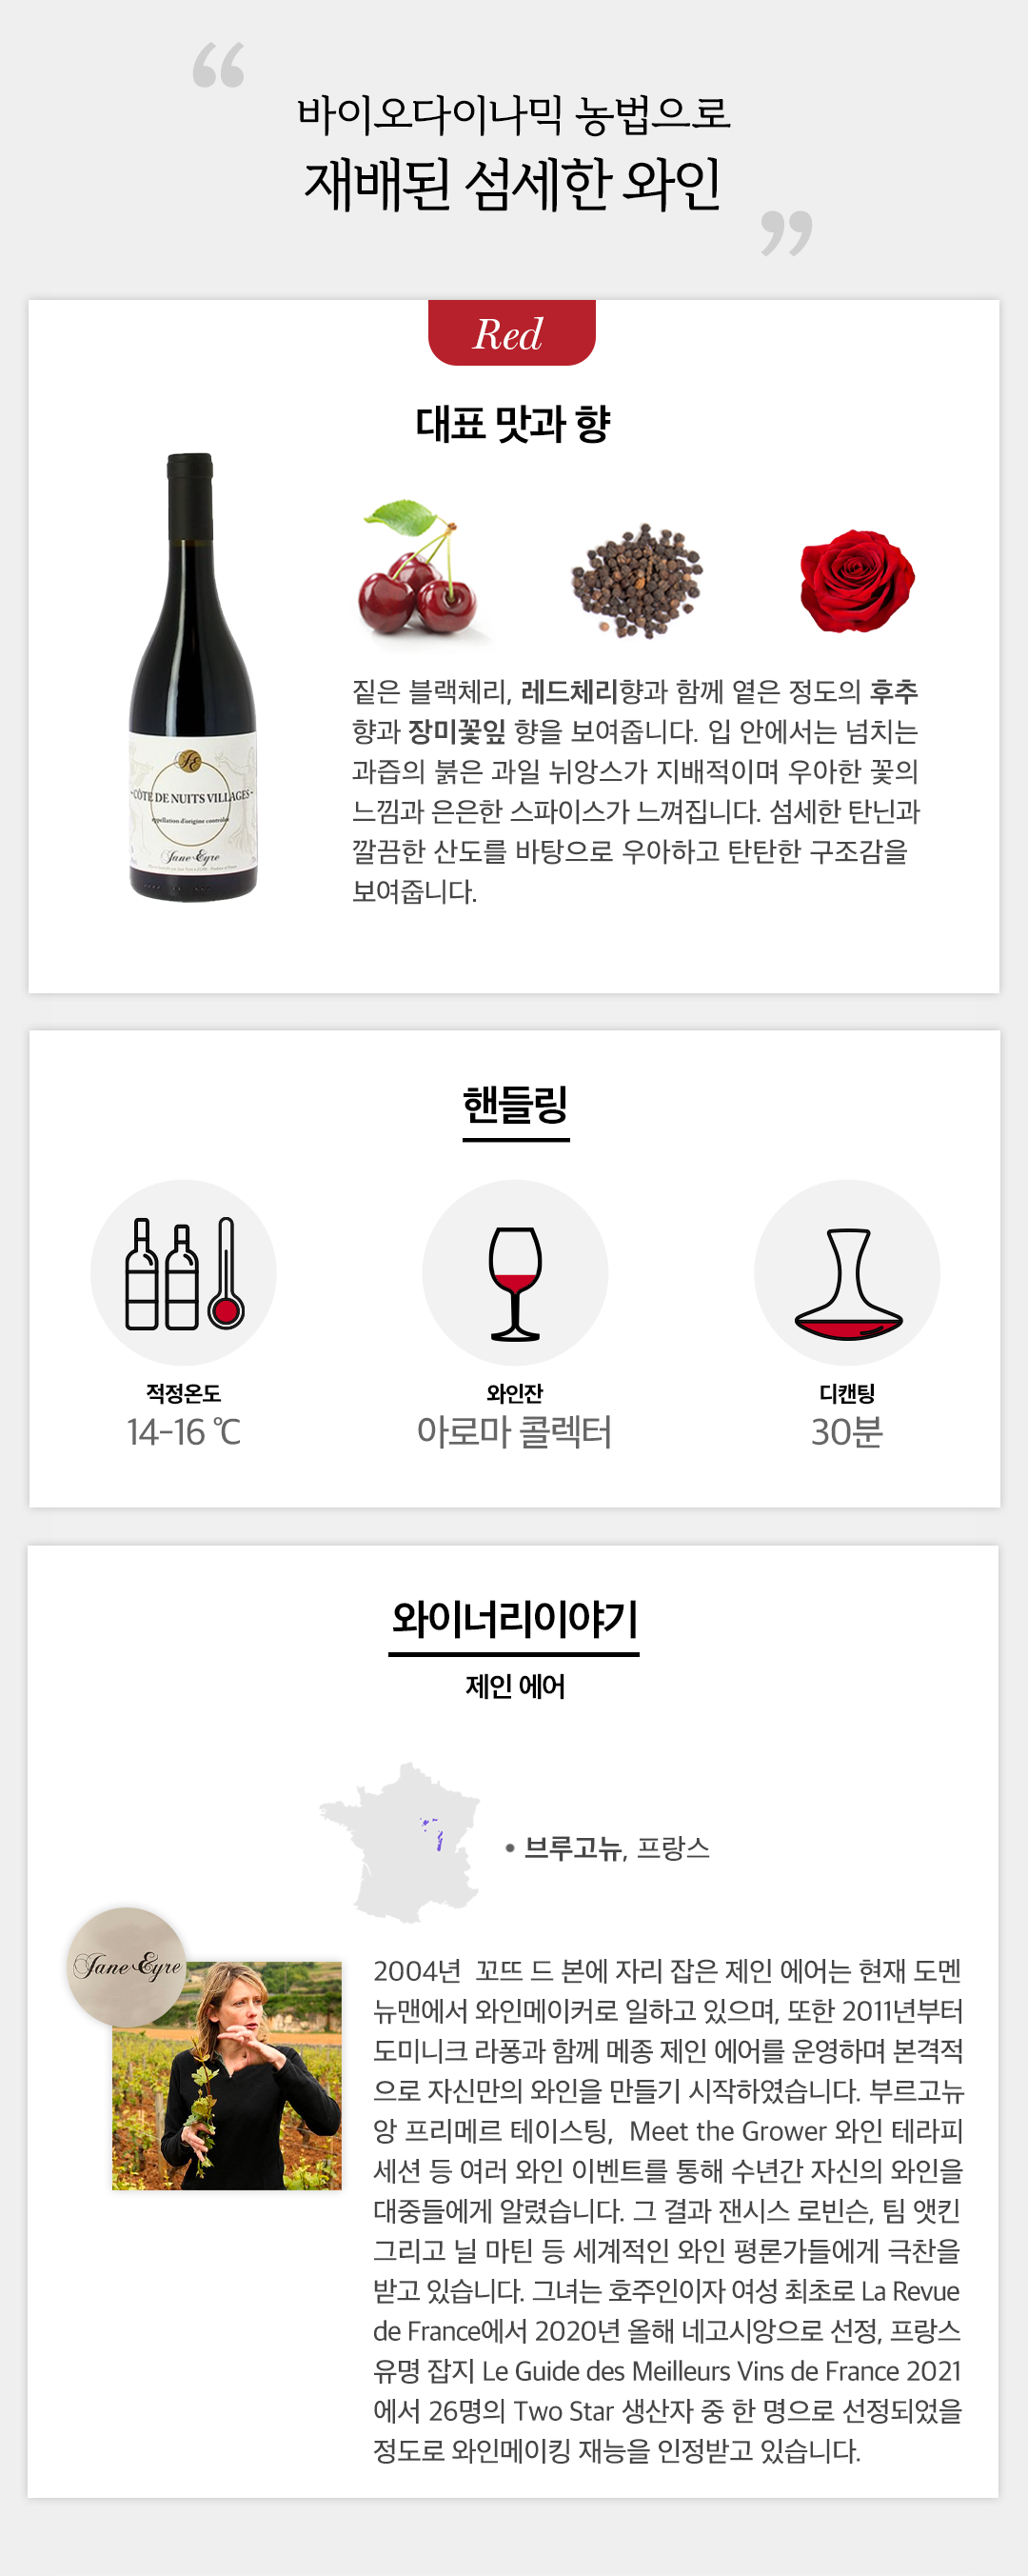 “
바이오다이나믹 농법으로
재배된 섬세한 와인
”
Red
대표 맛과 향
JE
CÔTE DE NUITS VILLAGES
appellation d'origine contrôlée
Jane Eyre
짙은 블랙체리, 레드체리향과 함께 옅은 정도의 후추
향과 장미꽃잎 향을 보여줍니다. 입 안에서는 넘치는
과즙의 붉은 과일 뉘앙스가 지배적이며 우아한 꽃의
느낌과 은은한 스파이스가 느껴집니다. 섬세한 탄닌과
깔끔한 산도를 바탕으로 우아하고 탄탄한 구조감을
보여줍니다.
핸들링
적정온도
14-16 ℃
와인잔
아로마 콜렉터
디캔팅
30분
와이너리이야기
제인 에어
• 브루고뉴, 프랑스
Jane Eyre
2004년 꼬뜨 드 본에 자리 잡은 제인 에어는 현재 도멘
뉴맨에서 와인메이커로 일하고 있으며, 또한 2011년부터
도미니크 라퐁과 함께 메종 제인 에어를 운영하며 본격적
으로 자신만의 와인을 만들기 시작하였습니다. 부르고뉴
앙 프리메르 테이스팅, Meet the Grower 와인 테라피
세션 등 여러 와인 이벤트를 통해 수년간 자신의 와인을
대중들에게 알렸습니다. 그 결과 잰시스 로빈슨, 팀 앳킨
그리고 닐 마틴 등 세계적인 와인 평론가들에게 극찬을
받고 있습니다. 그녀는 호주인이자 여성 최초로 La Revue
de France에서 2020년 올해 네고시앙으로 선정, 프랑스
유명 잡지 Le Guide des Meilleurs Vins de France 2021
에서 26명의 Two Star 생산자 중 한 명으로 선정되었을
정도로 와인메이킹 재능을 인정받고 있습니다.